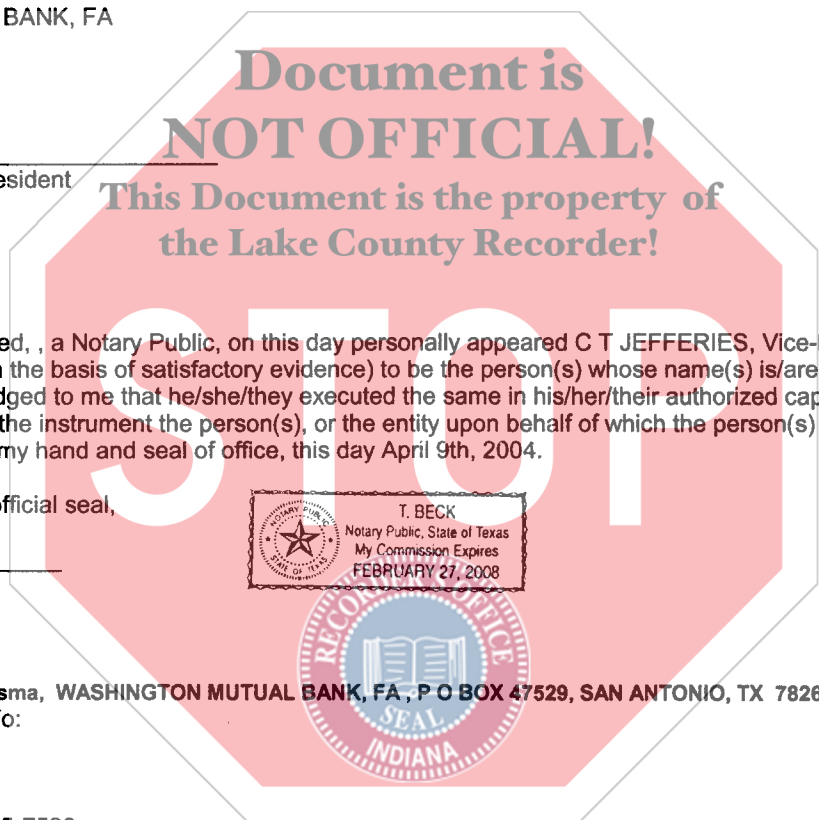 BANK, FA
Document is
NOT OFFICIAL!
esident
This Document is the property of
the Lake County Recorder!
STOP
ed, , a Notary Public, on this day personally appeared C T JEFFERIES, Vice-
the basis of satisfactory evidence) to be the person(s) whose name(s) is/are
dged to me that he/she/they executed the same in his/her/their authorized cap
the instrument the person(s), or the entity upon behalf of which the person(s)
my hand and seal of office, this day April 9th, 2004.
official seal,
NOTARY PUBLIC
STATE OF TEXAS
T. BECK
Notary Public, State of Texas
My Commission Expires
FEBRUARY 27, 2008
RECORDER'S OFFICE
SEAL
INDIANA
sma, WASHINGTON MUTUAL BANK, FA , P O BOX 47529, SAN ANTONIO, TX 7826
To: